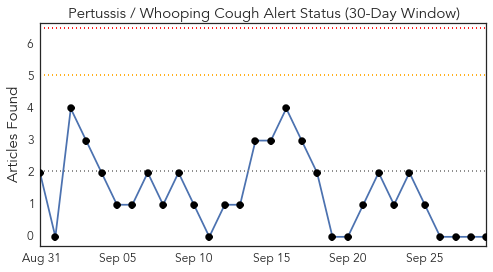 Pertussis / Whooping Cough Alert Status (30-Day Window)
Articles Found
6
5
4
3
2
1
0
Aug 31 Sep 05 Sep 10 Sep 15 Sep 20 Sep 25